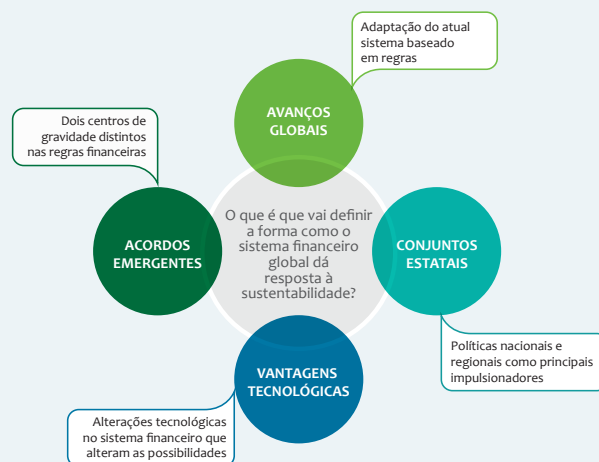 Adaptação do atual
sistema baseado
em regras
AVANÇOS
GLOBAIS
Dois centros de
gravidade distintos
nas regras financeiras
ACORDOS
EMERGENTES
O que é que vai definir
a forma como o
sistema financeiro
global dá
resposta à
sustentabilidade?
CONJUNTOS
ESTATAIS
Políticas nacionais e
regionais como principais
impulsionadores
VANTAGENS
TECNOLÓGICAS
Alterações tecnológicas
no sistema financeiro que
alteram as possibilidades